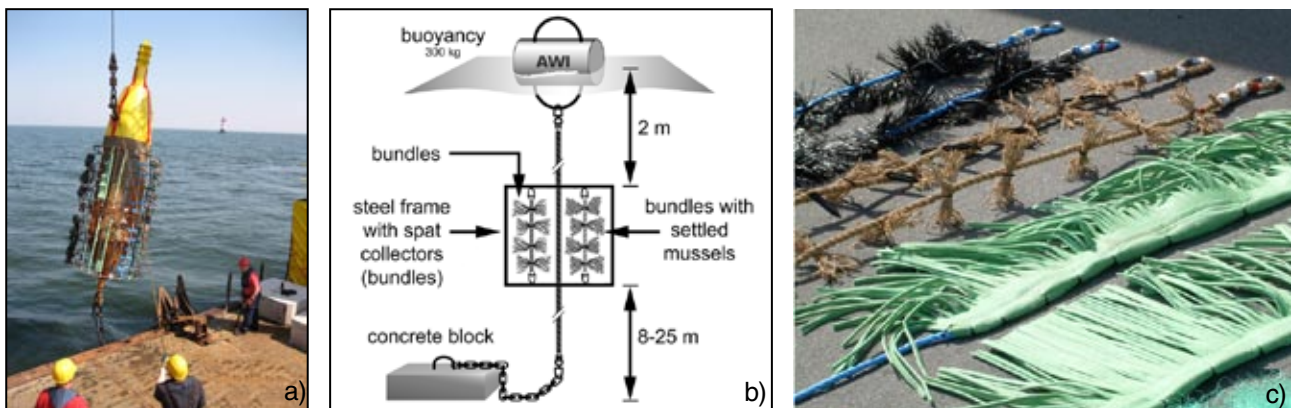 a)
buoyancy
300 kg
AWI
2 m
bundles
steel frame
with spat
collectors
(bundles)
bundles with
settled
mussels
concrete block
8-25 m
b)
c)